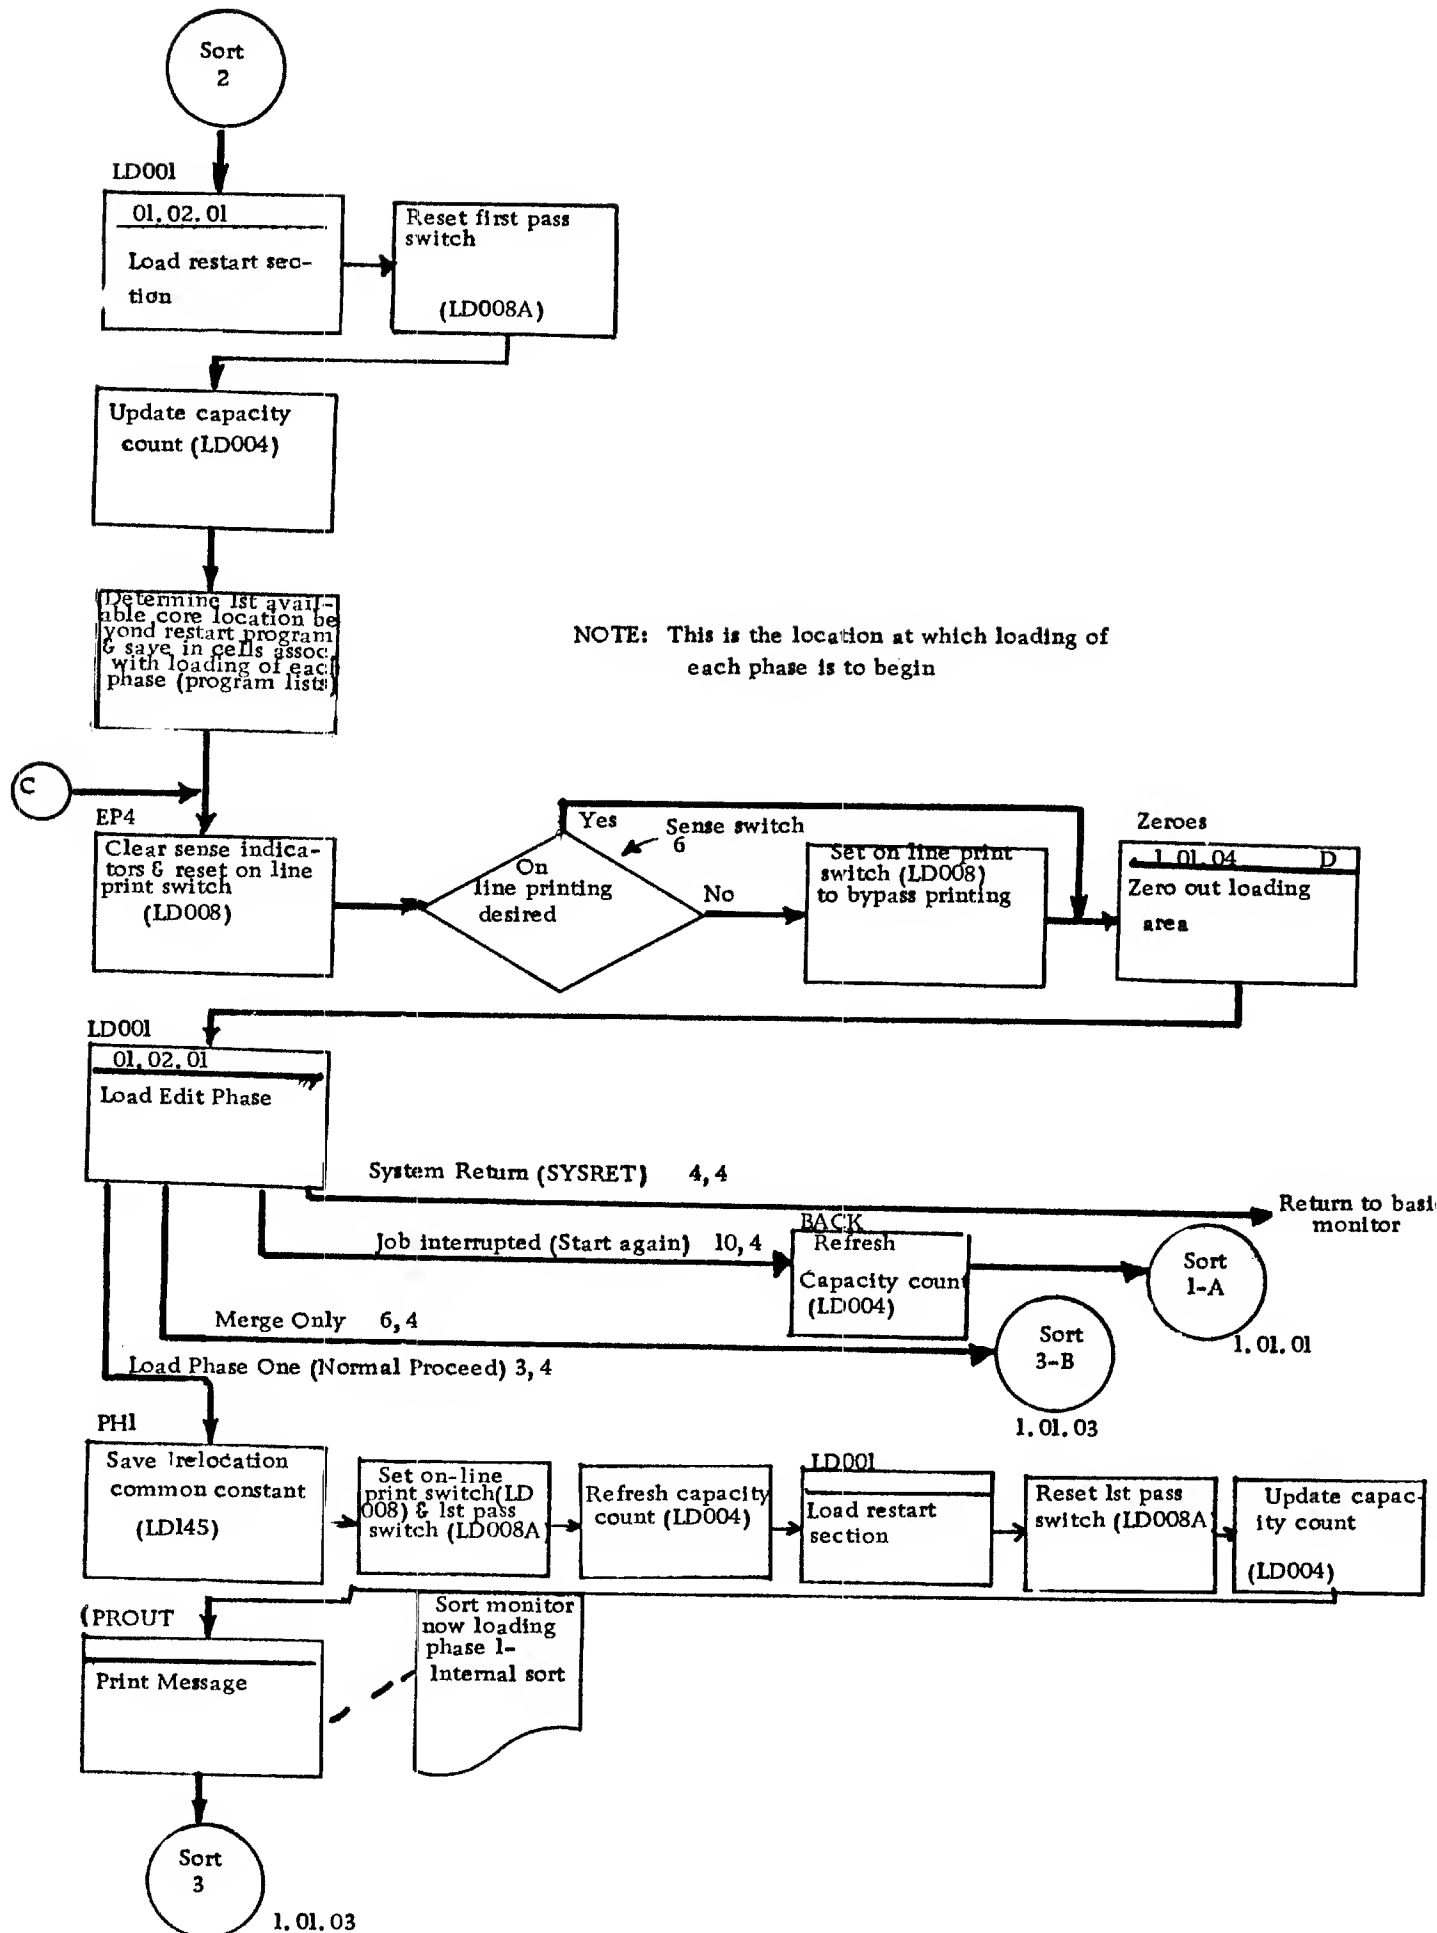 Sort
2
LD001
01.02.01
Load restart sec-
tion
Reset first pass
switch
(LD008A)
Update capacity
count (LD004)
Determine 1st avail-
able core location be
yond restart program
& save in cells assoc.
with loading of each
phase (program lists)
NOTE: This is the location at which loading of
each phase is to begin
C
EP4
Clear sense indica-
tors & reset on line
print switch
(LD008)
On
line printing
desired
Yes
Sense switch
6
No
Set on line print
switch (LD008)
to bypass printing
Zeroes
1.01.04 D
Zero out loading
area
LD001
01.02.01
Load Edit Phase
System Return (SYSRET) 4,4
Return to basi
monitor
Job interrupted (Start again) 10,4
BACK
Refresh
Capacity count
(LD004)
Sort
1-A
1.01.01
Merge Only 6,4
Sort
3-B
1.01.03
Load Phase One (Normal Proceed) 3,4
PH1
Save relocation
common constant
(LD145)
Set on-line
print switch(LD
008) & 1st pass
switch (LD008A
Refresh capacity
count (LD004)
LD001
Load restart
section
Reset 1st pass
switch (LD008A
Update capac-
ity count
(LD004)
(PROUT
Print Message
Sort monitor
now loading
phase 1-
Internal sort
Sort
3
1.01.03